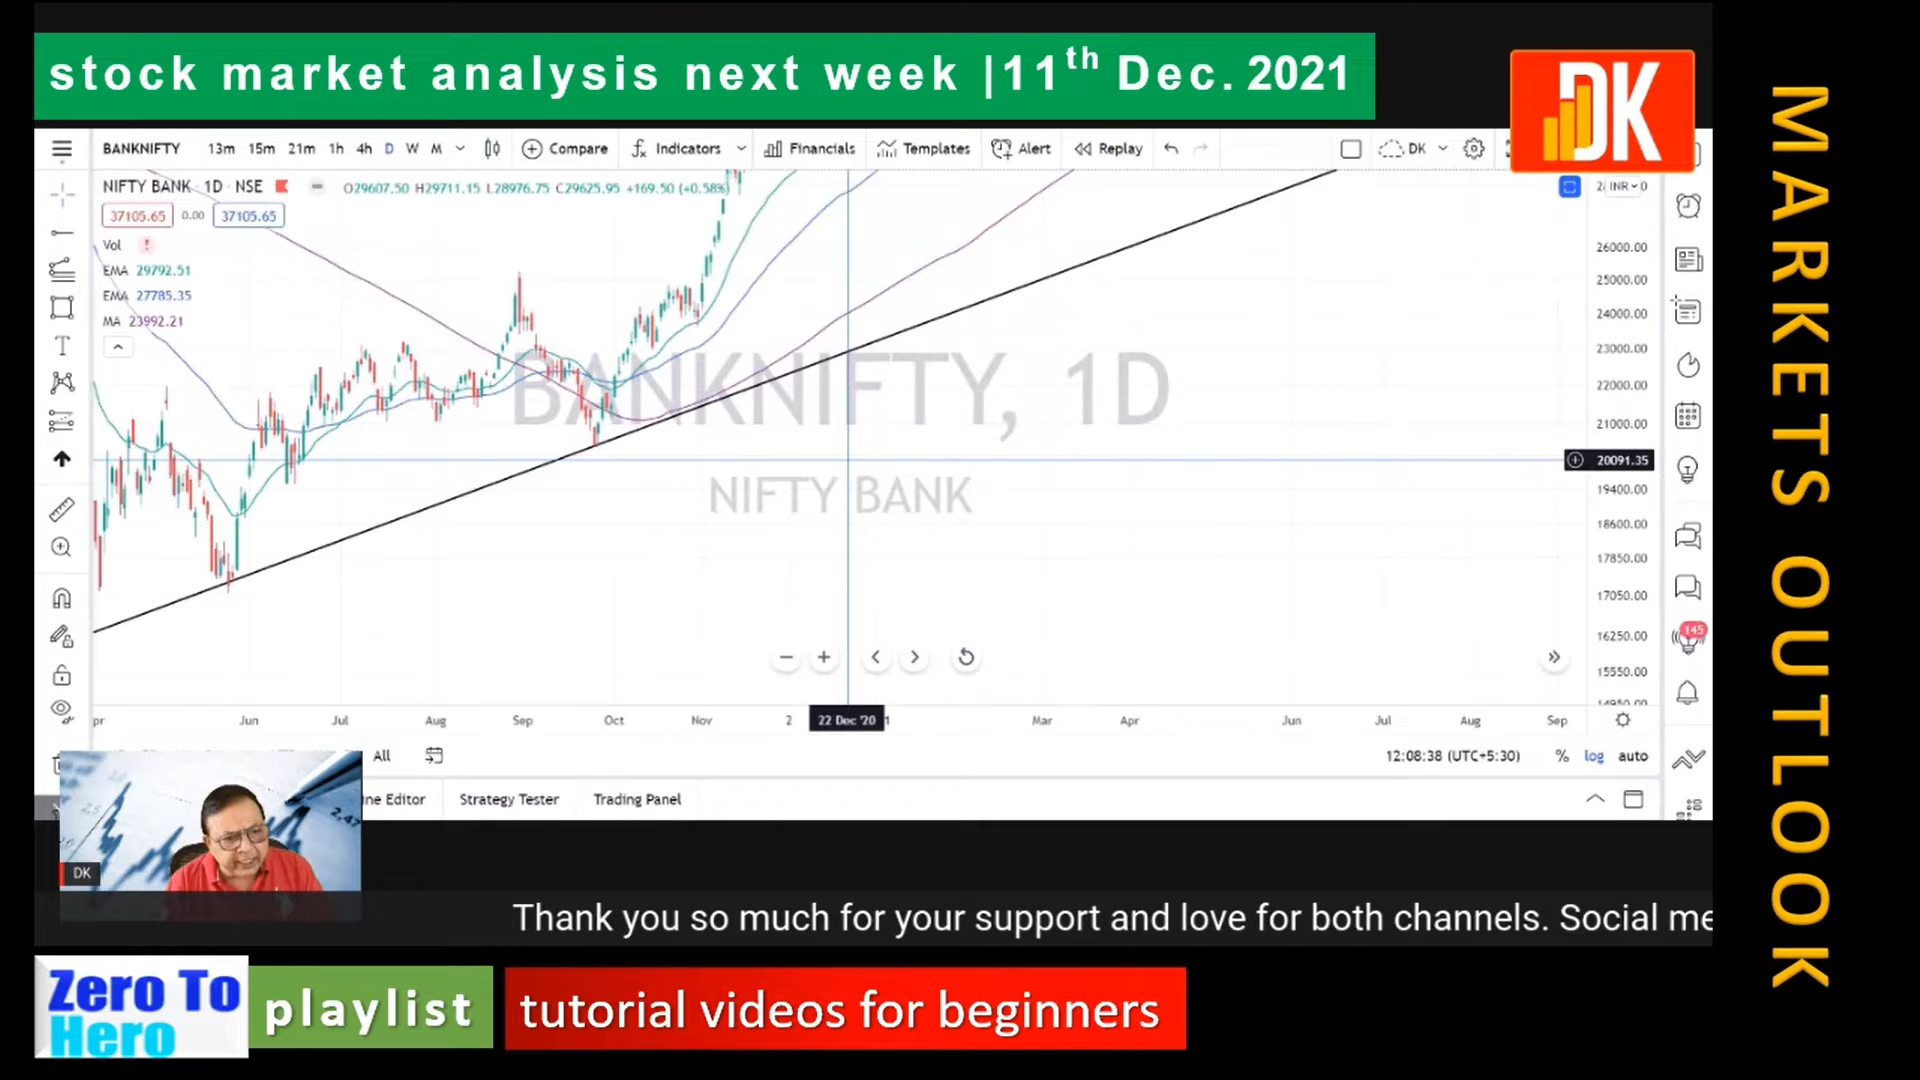 stock market analysis next week |11th Dec. 2021
DK
MARKETS OUTLOOK
BANKNIFTY 13m 15m 21m 1h 4h D W M Compare Indicators Financials Templates Alert Replay DK
NIFTY BANK · 1D · NSE O29607.50 H29711.15 L28976.75 C29625.95 +169.50 (+0.58%)
INR
37105.65 0.00 37105.65
Vol
EMA 29792.51
EMA 27785.35
MA 23992.21
BANKNIFTY, 1D
NIFTY BANK
26000.00
25000.00
24000.00
23000.00
22000.00
21000.00
20091.35
19400.00
18600.00
17850.00
17050.00
16250.00
15550.00
14950.00
145
Jun Jul Aug Sep Oct Nov 22 Dec '20 Mar Apr Jun Jul Aug Sep
All 12:08:38 (UTC+5:30) % log auto
ine Editor Strategy Tester Trading Panel
2,47
DK
Thank you so much for your support and love for both channels. Social me
Zero To
Hero
playlist
tutorial videos for beginners